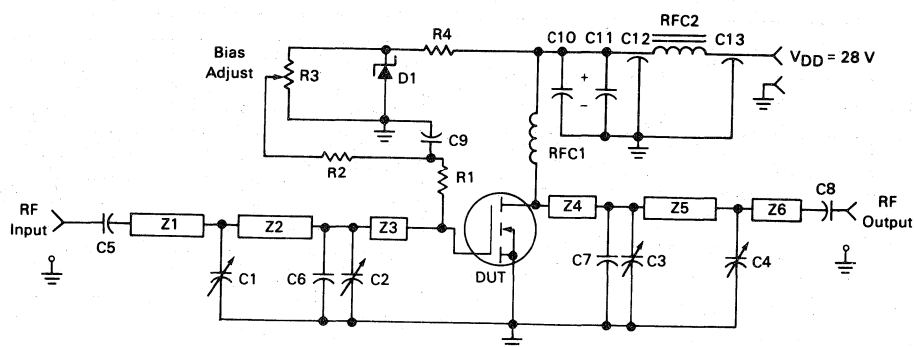 RFC2
R4
C10
C11
C12
C13
Bias
Adjust
R3
D1
+
–
VDD = 28 V
C9
RFC1
R2
R1
RF
Input
C5
Z1
Z2
Z3
Z4
Z5
Z6
C8
RF
Output
C1
C6
C2
DUT
C7
C3
C4